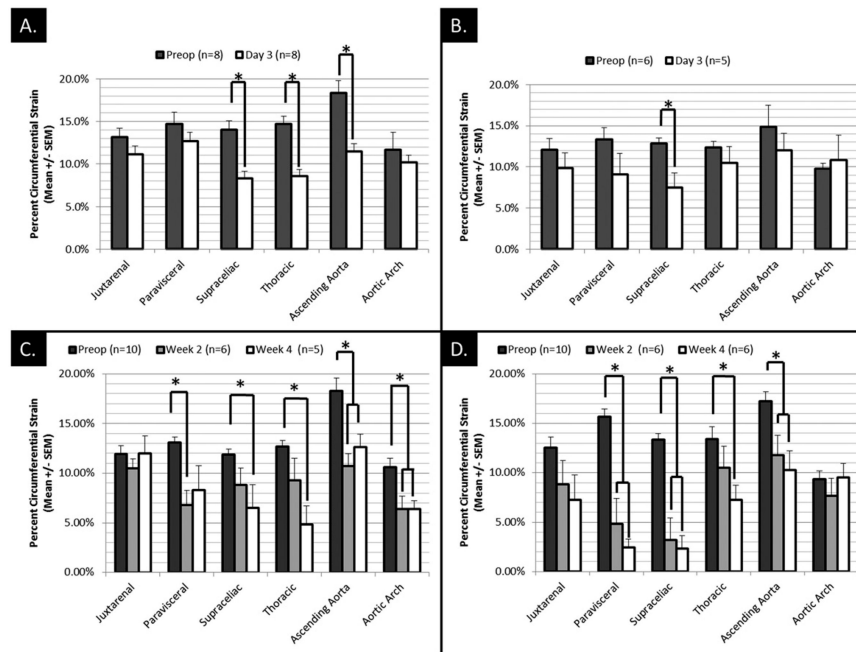 A.
Preop (n=8) Day 3 (n=8)
Percent Circumferential Strain
(Mean +/- SEM)
20.0%
15.0%
10.0%
5.0%
0.0%
* * *
Juxtarenal
Paravisceral
Supraceliac
Thoracic
Ascending Aorta
Aortic Arch
B.
Preop (n=6) Day 3 (n=5)
Percent Circumferential Strain
(Mean +/- SEM)
20.0%
15.0%
10.0%
5.0%
0.0%
*
Juxtarenal
Paravisceral
Supraceliac
Thoracic
Ascending Aorta
Aortic Arch
C.
Preop (n=10) Week 2 (n=6) Week 4 (n=5)
Percent Circumferential Strain
(Mean +/- SEM)
20.00%
15.00%
10.00%
5.00%
0.00%
* * * * *
Juxtarenal
Paravisceral
Supraceliac
Thoracic
Ascending Aorta
Aortic Arch
D.
Preop (n=10) Week 2 (n=6) Week 4 (n=6)
Percent Circumferential Strain
(Mean +/- SEM)
20.00%
15.00%
10.00%
5.00%
0.00%
* * * *
Juxtarenal
Paravisceral
Supraceliac
Thoracic
Ascending Aorta
Aortic Arch